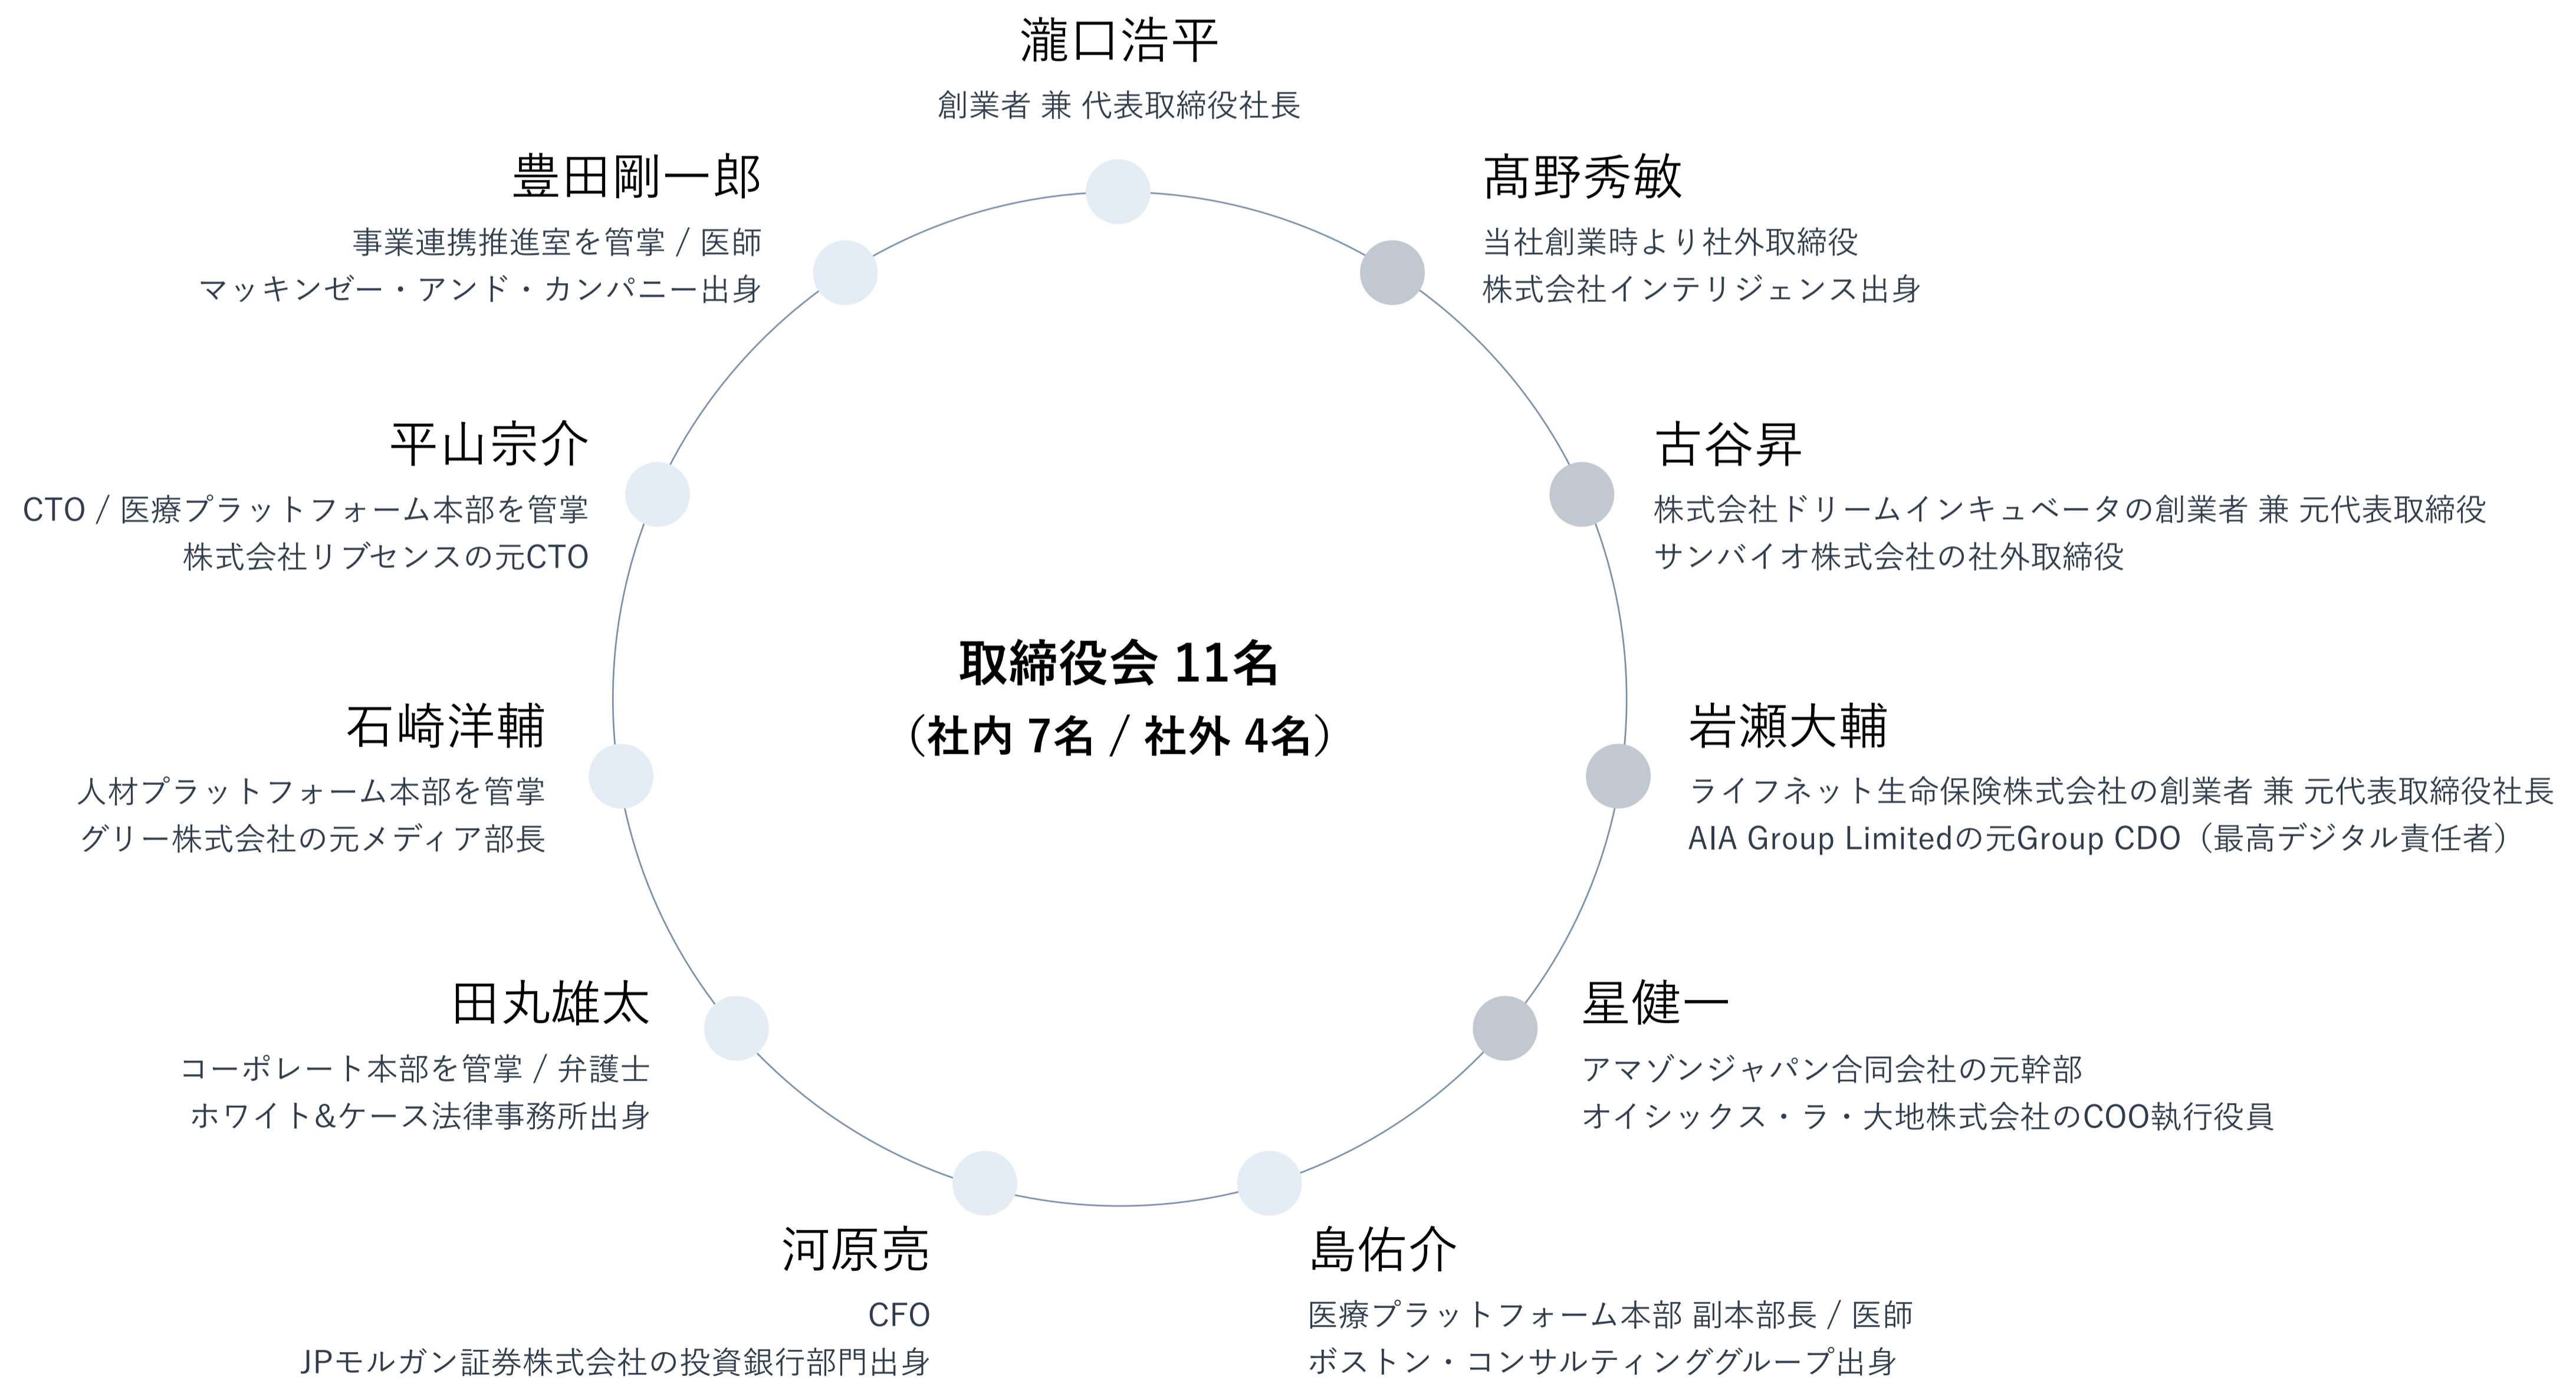 瀧口浩平
創業者 兼 代表取締役社長
豊田剛一郎
事業連携推進室を管掌 / 医師
マッキンゼー・アンド・カンパニー出身
髙野秀敏
当社創業時より社外取締役
株式会社インテリジェンス出身
平山宗介
CTO / 医療プラットフォーム本部を管掌
株式会社リブセンスの元CTO
古谷昇
株式会社ドリームインキュベータの創業者 兼 元代表取締役
サンバイオ株式会社の社外取締役
取締役会 11名
（社内 7名 / 社外 4名）
石崎洋輔
人材プラットフォーム本部を管掌
グリー株式会社の元メディア部長
岩瀬大輔
ライフネット生命保険株式会社の創業者 兼 元代表取締役社長
AIA Group Limitedの元Group CDO（最高デジタル責任者）
田丸雄太
コーポレート本部を管掌 / 弁護士
ホワイト&ケース法律事務所出身
星健一
アマゾンジャパン合同会社の元幹部
オイシックス・ラ・大地株式会社のCOO執行役員
河原亮
CFO
JPモルガン証券株式会社の投資銀行部門出身
島佑介
医療プラットフォーム本部 副本部長 / 医師
ボストン・コンサルティンググループ出身